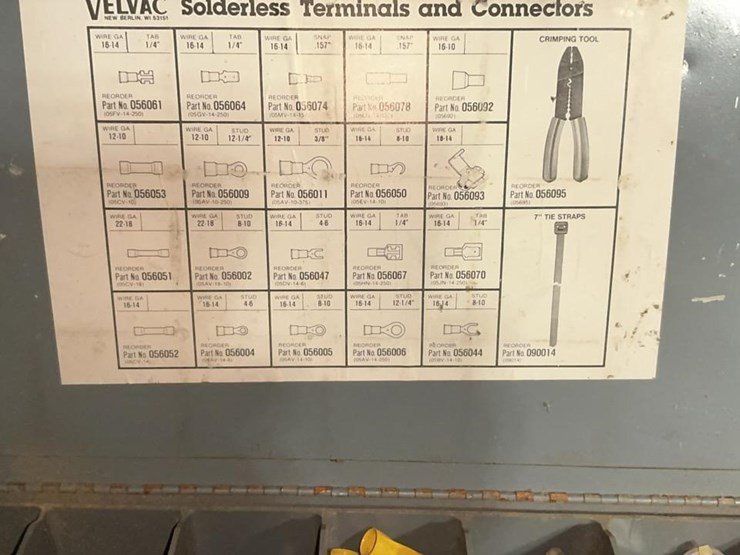 VELVAC Solderless Terminals and Connectors
NEW BERLIN, WI 53151
WIRE GA. TAB
16-14 1/4"
REORDER
Part No. 056061
(05FV-14-250)
WIRE GA. TAB
16-14 1/4"
REORDER
Part No. 056064
WIRE GA. SNAP
16-14 .157"
REORDER
Part No. 056074
WIRE GA. SNAP
16-14 .157"
Part No. 056078
WIRE GA.
16-10
REORDER
Part No. 056092
CRIMPING TOOL
REORDER
Part No. 056095
WIRE GA.
12-10
REORDER
Part No. 056053
WIRE GA. STUD
12-10 12-1/4"
REORDER
Part No. 056009
WIRE GA. STUD
12-10 3/8"
REORDER
Part No. 056011
WIRE GA. STUD
16-14 8-10
REORDER
Part No. 056050
WIRE GA.
18-14
REORDER
Part No. 056093
WIRE GA.
22-18
REORDER
Part No. 056051
WIRE GA. STUD
22-18 8-10
REORDER
Part No. 056002
WIRE GA. STUD
16-14 4-6
REORDER
Part No. 056047
WIRE GA. TAB
16-14 1/4"
REORDER
Part No. 056067
WIRE GA. TAB
16-14 1/4"
REORDER
Part No. 056070
7" TIE STRAPS
REORDER
Part No. 090014
WIRE GA.
16-14
REORDER
Part No. 056052
WIRE GA. STUD
16-14 4-6
REORDER
Part No. 056004
WIRE GA. STUD
16-14 8-10
REORDER
Part No. 056005
WIRE GA. STUD
16-14 12-1/4"
REORDER
Part No. 056006
WIRE GA. STUD
16-14 8-10
REORDER
Part No. 056044